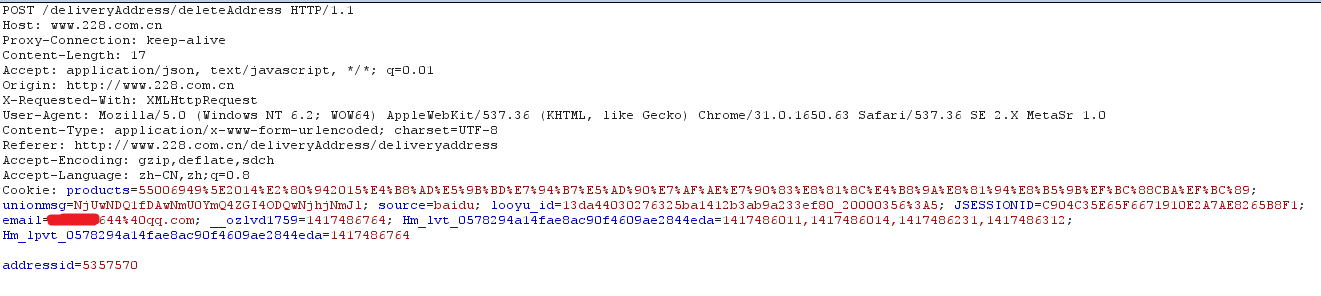 POST /deliveryAddress/deleteAddress HTTP/1.1
Host: www.228.com.cn
Proxy-Connection: keep-alive
Content-Length: 17
Accept: application/json, text/javascript, */*; q=0.01
Origin: http://www.228.com.cn
X-Requested-With: XMLHttpRequest
User-Agent: Mozilla/5.0 (Windows NT 6.2; WOW64) AppleWebKit/537.36 (KHTML, like Gecko) Chrome/31.0.1650.63 Safari/537.36 SE 2.X MetaSr 1.0
Content-Type: application/x-www-form-urlencoded; charset=UTF-8
Referer: http://www.228.com.cn/deliveryAddress/deliveryaddress
Accept-Encoding: gzip,deflate,sdch
Accept-Language: zh-CN,zh;q=0.8
Cookie: products=55006949%5E2014%E2%80%942015%E4%B8%AD%E5%9B%BD%E7%94%B7%E5%AD%90%E7%AF%AE%E7%90%83%E8%81%8C%E4%B8%9A%E8%81%94%E8%B5%9B%EF%BC%88CBA%EF%BC%89;
unionmsg=NjUwNDQ1fDAwNmU0YmQ4ZGI4ODQwNjhjNmJl; source=baidu; looyu_id=13da44030276325ba1412b3ab9a233ef80_20000356%3A5; JSESSIONID=C904C35E65F6671910E2A7AE8265B8F1;
email=644%40qq.com; __ozlvd1759=1417486764; Hm_lvt_0578294a14fae8ac90f4609ae2844eda=1417486011,1417486014,1417486231,1417486312;
Hm_lpvt_0578294a14fae8ac90f4609ae2844eda=1417486764
addressid=5357570